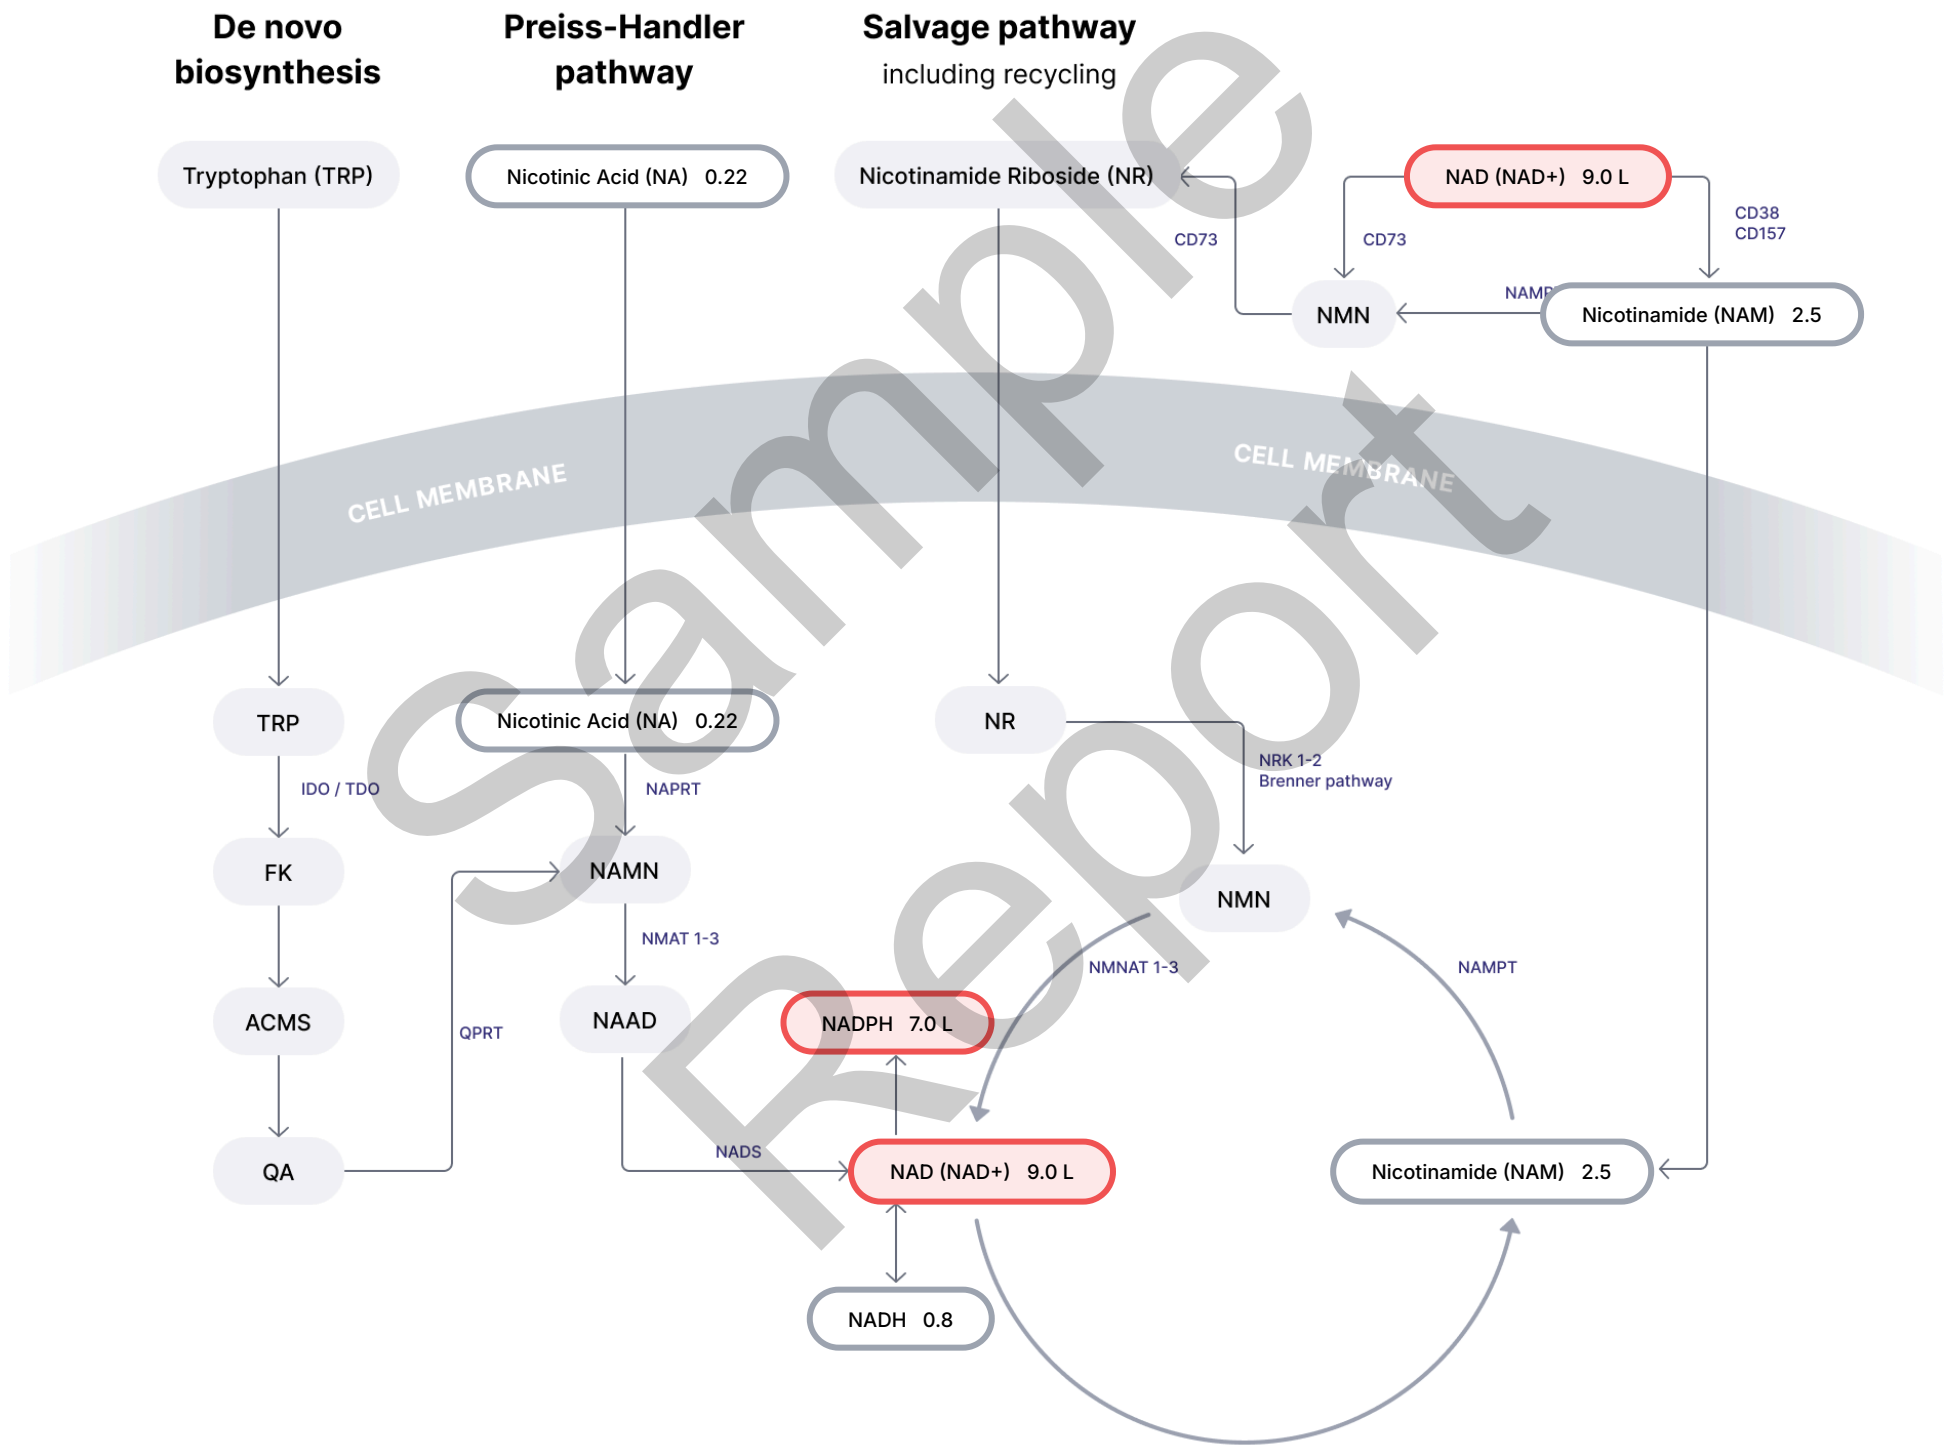 De novo
biosynthesis
Preiss-Handler
pathway
Salvage pathway
including recycling
Tryptophan (TRP)
Nicotinic Acid (NA) 0.22
Nicotinamide Riboside (NR)
NAD (NAD+) 9.0 L
CD38
CD157
CD73
CD73
NAMP
NMN
Nicotinamide (NAM) 2.5
CELL MEMBRANE
CELL MEMBRANE
TRP
Nicotinic Acid (NA) 0.22
NR
IDO / TDO
NAPRT
NRK 1-2
Brenner pathway
FK
NAMN
NMN
NMAT 1-3
NMNAT 1-3
NAMPT
ACMS
NAAD
NADPH 7.0 L
QPRT
NADS
QA
NAD (NAD+) 9.0 L
Nicotinamide (NAM) 2.5
NADH 0.8
Sample
Report